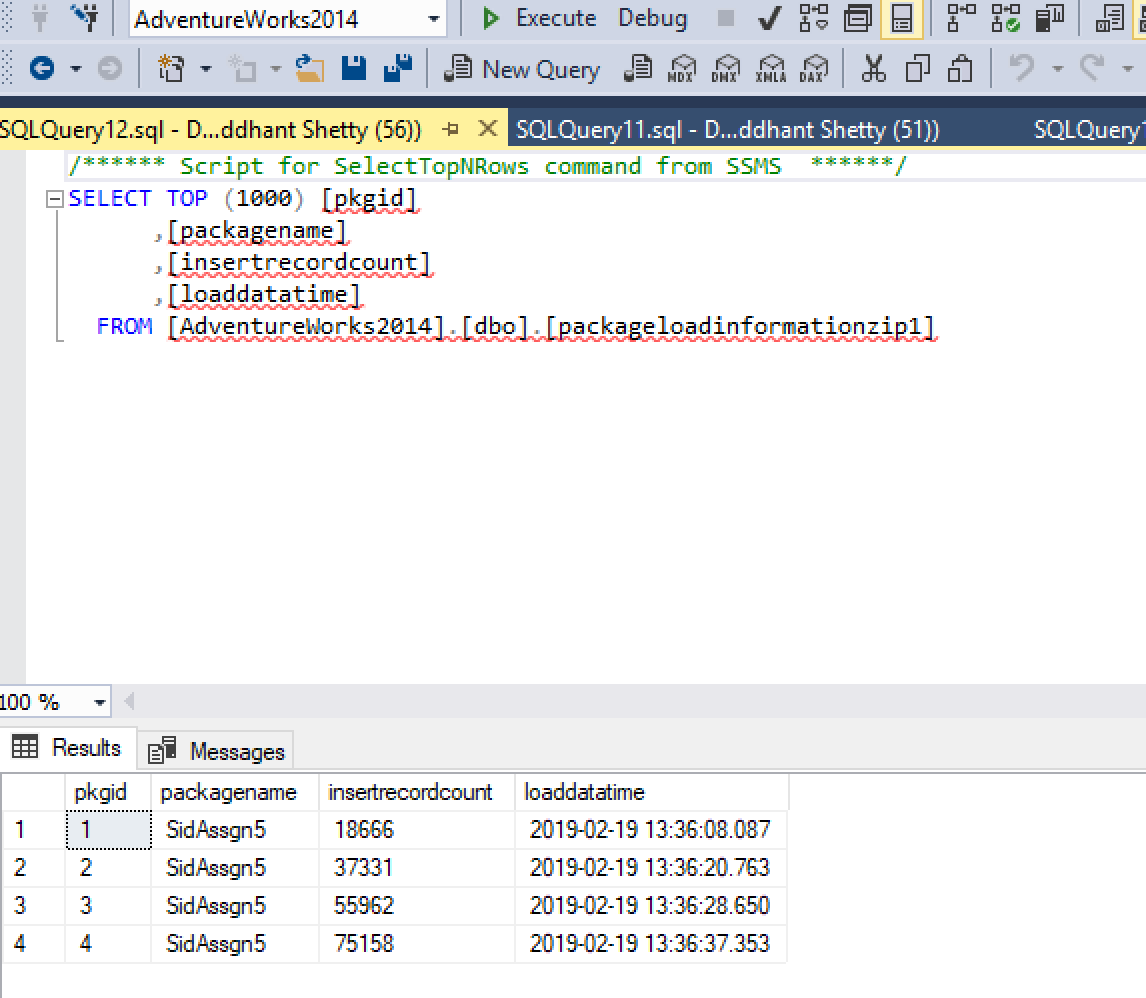 AdventureWorks2014 Execute Debug
New Query MDX DMX XMLA DAX
SQLQuery12.sql - D...ddhant Shetty (56)) SQLQuery11.sql - D...ddhant Shetty (51)) SQLQuery1
/****** Script for SelectTopNRows command from SSMS ******/
SELECT TOP (1000) [pkgid]
,[packagename]
,[insertrecordcount]
,[loaddatatime]
FROM [AdventureWorks2014].[dbo].[packageloadinformationzip1]
100 %
Results Messages
pkgid packagename insertrecordcount loaddatatime
1 1 SidAssgn5 18666 2019-02-19 13:36:08.087
2 2 SidAssgn5 37331 2019-02-19 13:36:20.763
3 3 SidAssgn5 55962 2019-02-19 13:36:28.650
4 4 SidAssgn5 75158 2019-02-19 13:36:37.353